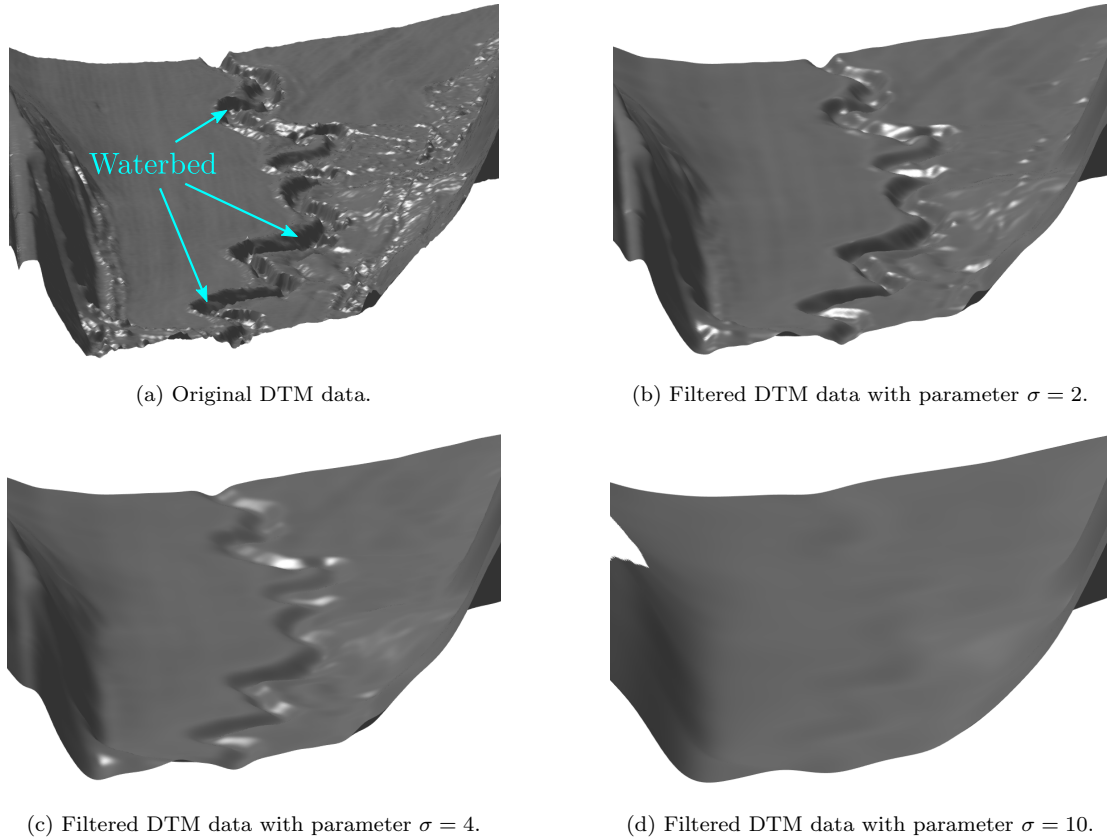 Waterbed
(a) Original DTM data.
(b) Filtered DTM data with parameter σ = 2.
(c) Filtered DTM data with parameter σ = 4.
(d) Filtered DTM data with parameter σ = 10.